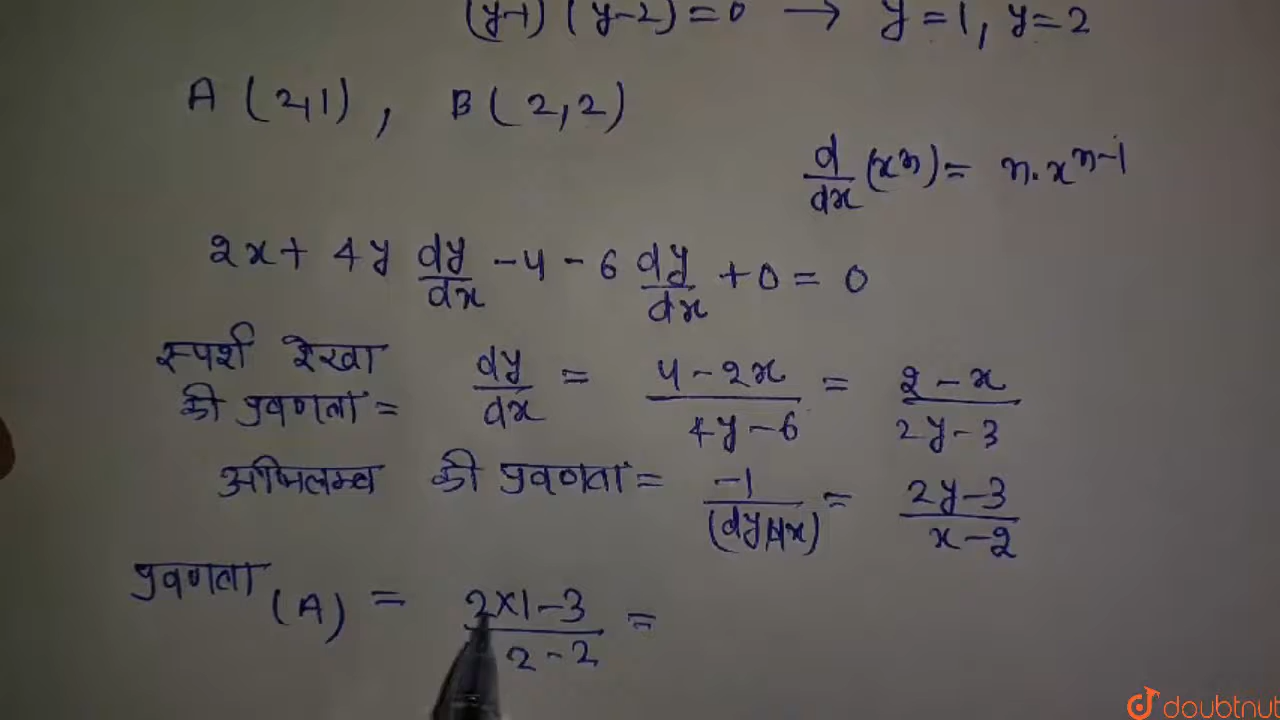 (y-1) (y-2) = 0 → y = 1, y = 2
A (2,1) , B (2,2)
d/dx (xⁿ) = n·xⁿ⁻¹
2x + 4y dy/dx - 4 - 6 dy/dx + 0 = 0
स्पर्श रेखा
की प्रवणता = dy/dx = (4-2x)/(4y-6) = (2-x)/(2y-3)
अभिलम्ब की प्रवणता = -1/(dy/dx) = (2y-3)/(x-2)
प्रवणता (A) = (2×1-3)/(2-2) =
doubtnut